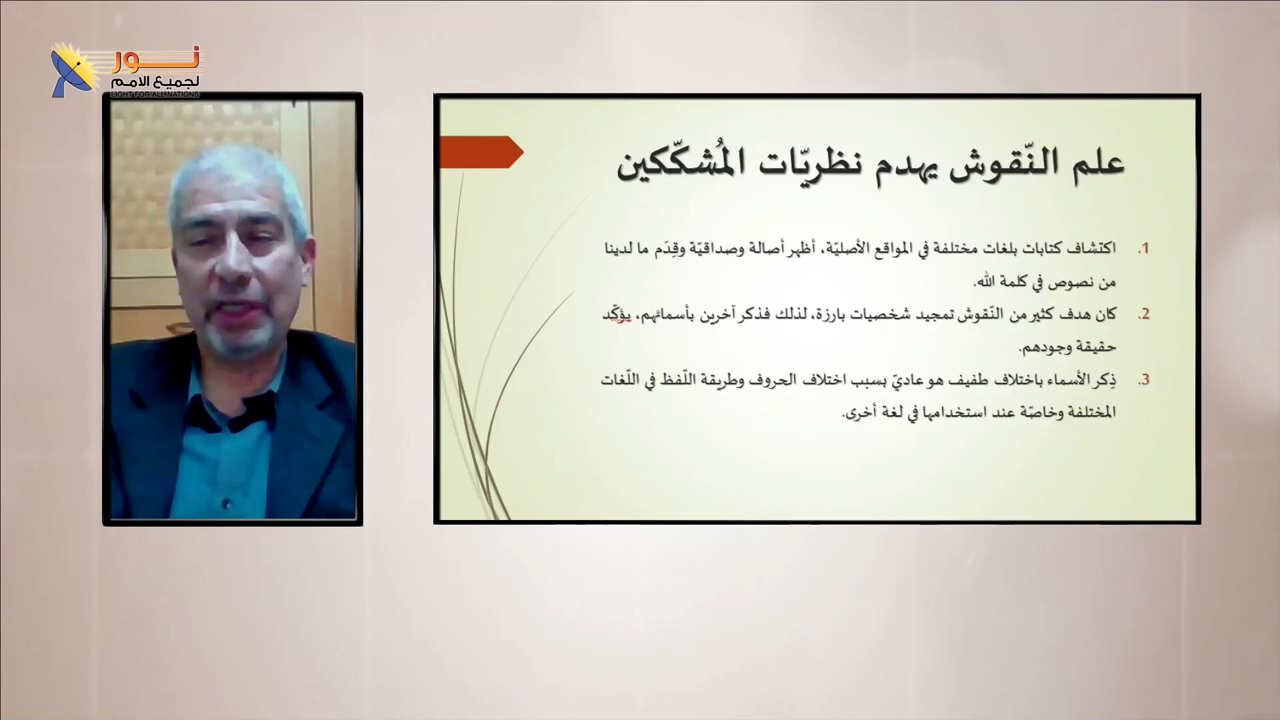 نور
لجميع الامم
LIGHT FOR ALL NATIONS
علم النّقوش يهدم نظريّات المُشكّكين
1. اكتشاف كتابات بلغات مختلفة في المواقع الأصليّة، أظهر أصالة وصداقيّة وقِدَم ما لدينا
من نصوص في كلمة الله.
2. كان هدف كثير من النّقوش تمجيد شخصيات بارزة، لذلك فذكر آخرين بأسمائهم، يؤكّد
حقيقة وجودهم.
3. ذِكر الأسماء باختلاف طفيف هو عاديّ بسبب اختلاف الحروف وطريقة اللّفظ في اللّغات
المختلفة وخاصّة عند استخدامها في لغة أخرى.